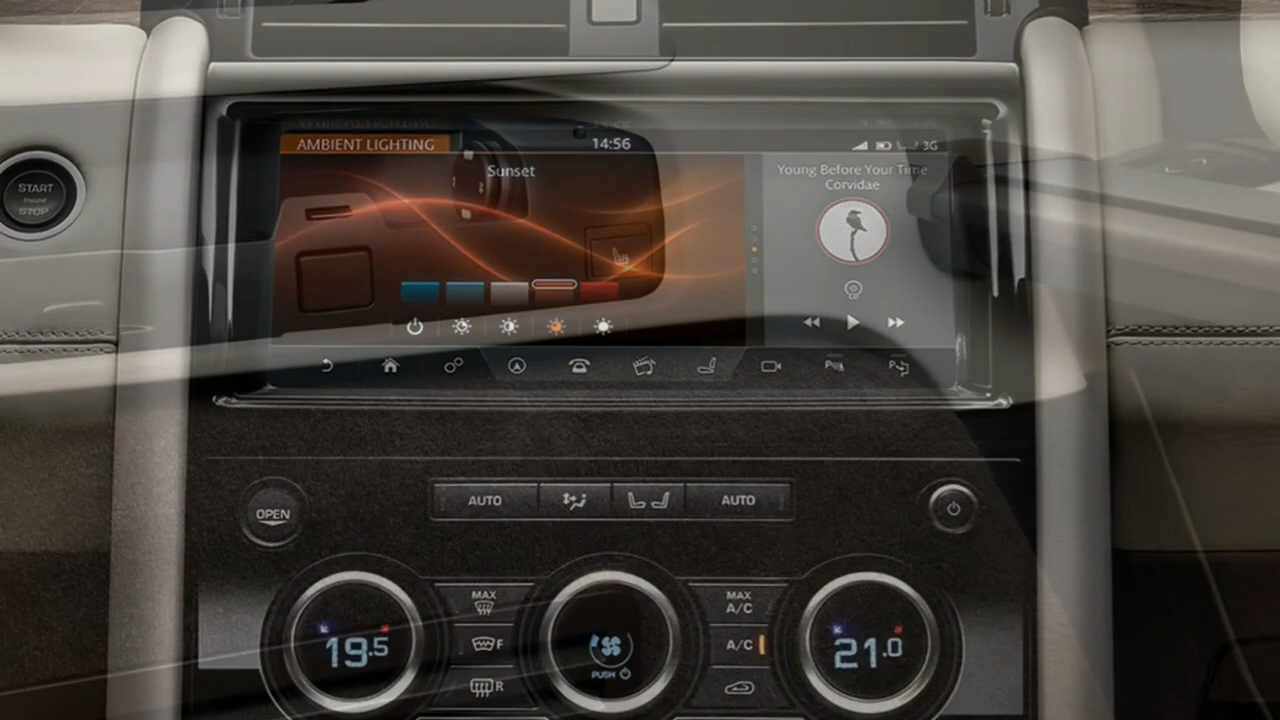 AMBIENT LIGHTING
14:56
3G
Sunset
Young Before Your Time
Corvidae
CD
START
ENGINE
STOP
OPEN
AUTO
AUTO
MAX
MAX
A/C
F
A/C
R
19.5
PUSH
21.0